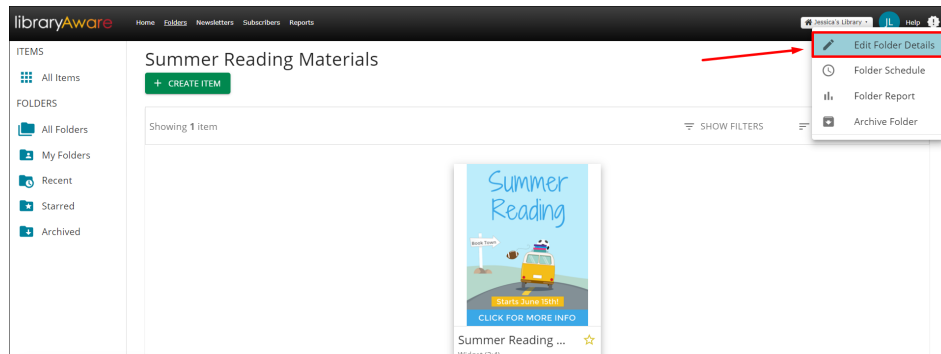 libraryAware Home Folders Newsletters Subscribers Reports Jessica's Library JL Help
ITEMS
All Items
FOLDERS
All Folders
My Folders
Recent
Starred
Archived
Summer Reading Materials
+ CREATE ITEM
Edit Folder Details
Folder Schedule
Folder Report
Archive Folder
Showing 1 item SHOW FILTERS
Summer
Reading
Book Town
Starts June 15th!
CLICK FOR MORE INFO
Summer Reading ...